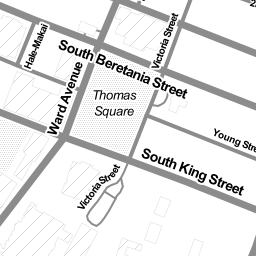 Hale-Makai
Victoria Street
South Beretania Street
Ward Avenue
Thomas
Square
Young Stre
South King Street
Victoria Street